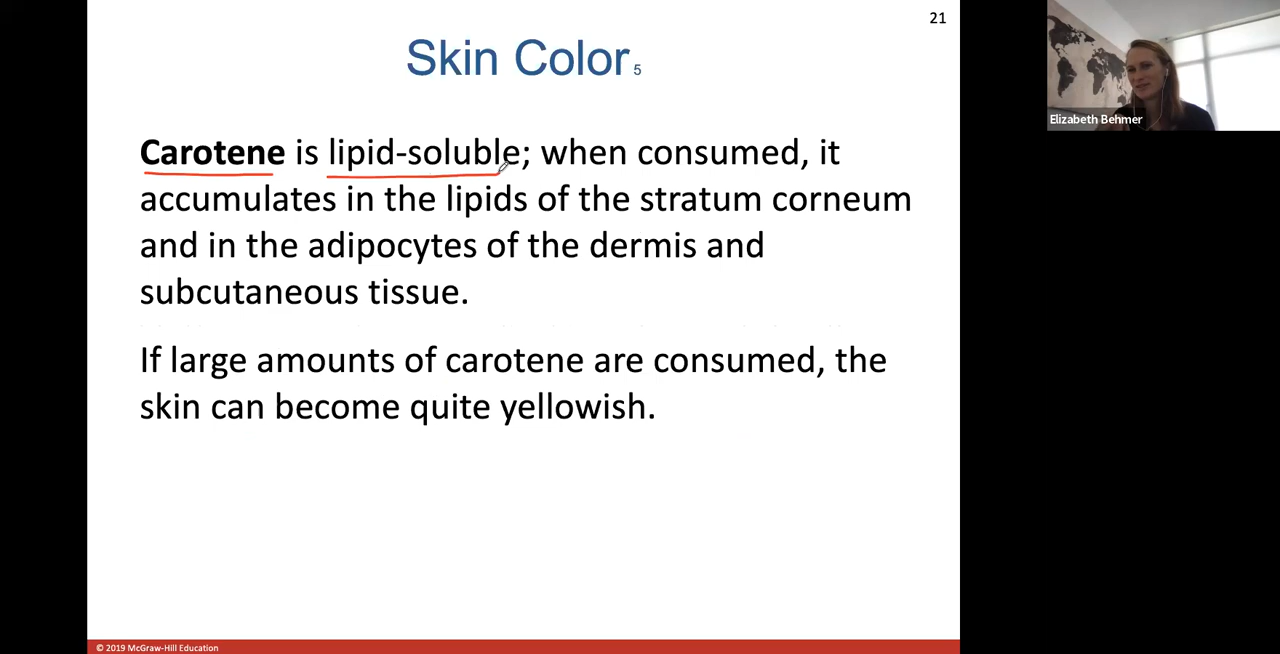 21
Skin Color 5
Carotene is lipid-soluble; when consumed, it
accumulates in the lipids of the stratum corneum
and in the adipocytes of the dermis and
subcutaneous tissue.
If large amounts of carotene are consumed, the
skin can become quite yellowish.
© 2019 McGraw-Hill Education
Elizabeth Behmer